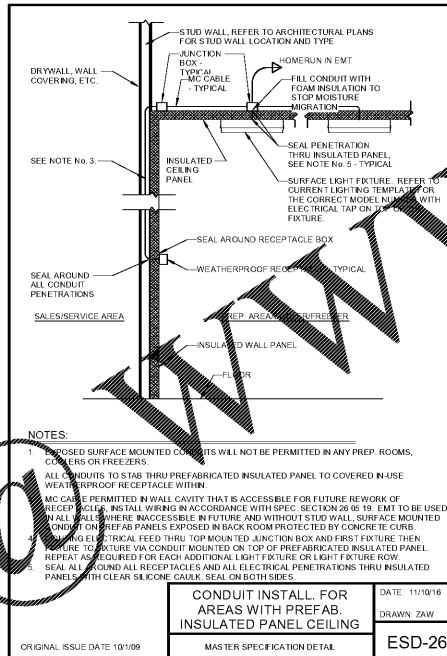 STUD WALL, REFER TO ARCHITECTURAL PLANS
FOR STUD WALL LOCATION AND TYPE
JUNCTION
BOX -
TYPICAL
HOMERUN IN EMT
MC CABLE
- TYPICAL
DRYWALL, WALL
COVERING, ETC.
FILL CONDUIT WITH
FOAM INSULATION TO
STOP MOISTURE
MIGRATION
SEE NOTE No. 3.
INSULATED
CEILING
PANEL
SEAL PENETRATION
THRU INSULATED PANEL,
SEE NOTE No. 5 - TYPICAL
SURFACE LIGHT FIXTURE. REFER TO
CURRENT LIGHTING TEMPLATE FOR
THE CORRECT MODEL NUMBER WITH
ELECTRICAL TAP ON TOP
FIXTURE.
SEAL AROUND RECEPTACLE BOX
WEATHERPROOF RECEPTACLE, TYPICAL
SEAL AROUND
ALL CONDUIT
PENETRATIONS
SALES/SERVICE AREA
PREP. AREA/COOLER/FREEZER
INSULATED WALL PANEL
FLOOR
NOTES:
1. EXPOSED SURFACE MOUNTED CONDUITS WILL NOT BE PERMITTED IN ANY PREP. ROOMS,
COOLERS OR FREEZERS.
ALL CONDUITS TO STAB THRU PREFABRICATED INSULATED PANEL TO COVERED IN-USE
WEATHERPROOF RECEPTACLE WITHIN.
MC CABLE PERMITTED IN WALL CAVITY THAT IS ACCESSIBLE FOR FUTURE REWORK OF
RECEPTACLES, INSTALL WIRING IN ACCORDANCE WITH SPEC. SECTION 26 05 19. EMT TO BE USED
IN ALL WALLS WHERE INACCESSIBLE IN FUTURE AND WITHOUT STUD WALL, SURFACE MOUNTED
CONDUIT ON PREFAB PANELS EXPOSED IN BACK ROOM PROTECTED BY CONCRETE CURB.
4. LIGHTING ELECTRICAL FEED THRU TOP MOUNTED JUNCTION BOX AND FIRST FIXTURE THEN
FIXTURE TO FIXTURE VIA CONDUIT MOUNTED ON TOP OF PREFABRICATED INSULATED PANEL.
REPEAT AS REQUIRED FOR EACH ADDITIONAL LIGHT FIXTURE OR LIGHT FIXTURE ROW.
5. SEAL ALL AROUND ALL RECEPTACLES AND ALL ELECTRICAL PENETRATIONS THRU INSULATED
PANELS WITH CLEAR SILICONE CAULK. SEAL ON BOTH SIDES.
CONDUIT INSTALL. FOR
AREAS WITH PREFAB.
INSULATED PANEL CEILING
DATE: 11/10/16
DRAWN: ZAW
ORIGINAL ISSUE DATE 10/1/09
MASTER SPECIFICATION DETAIL
ESD-26
@ WWW